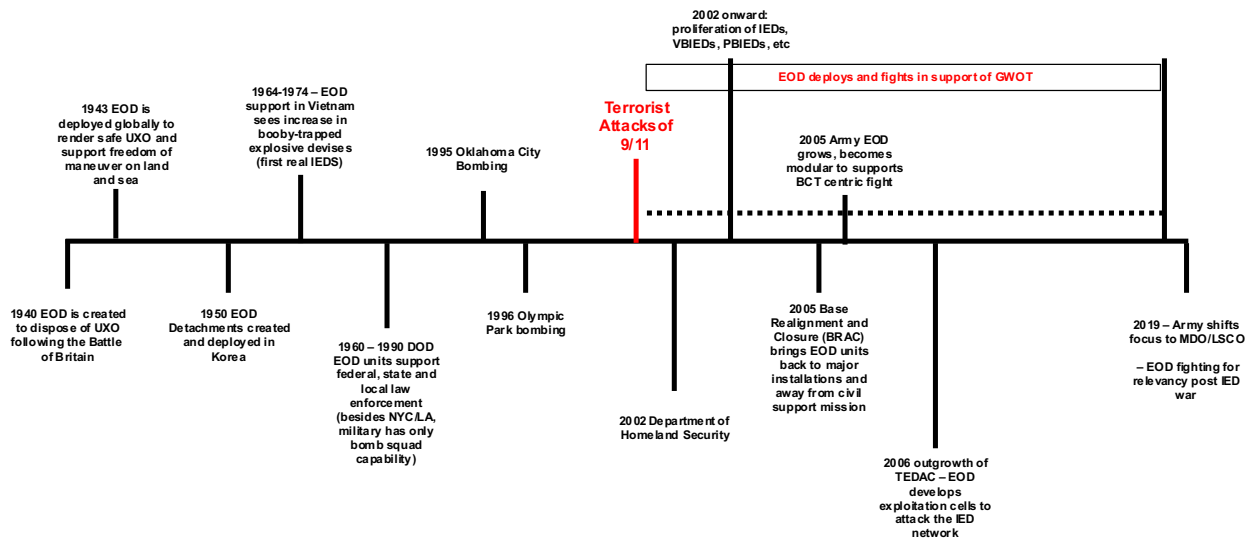 2002 onward:
proliferation of IEDs,
VBIEDs, PBIEDs, etc
EOD deploys and fights in support of GWOT
1943 EOD is
deployed globally to
render safe UXO and
support freedom of
maneuver on land
and sea
1964-1974 – EOD
support in Vietnam
sees increase in
booby-trapped
explosive devises
(first real IEDS)
1995 Oklahoma City
Bombing
Terrorist
Attacks of
9/11
2005 Army EOD
grows, becomes
modular to supports
BCT centric fight
1940 EOD is created
to dispose of UXO
following the Battle
of Britain
1950 EOD
Detachments created
and deployed in
Korea
1960 – 1990 DOD
EOD units support
federal, state and
local law
enforcement
(besides NYC/LA,
military has only
bomb squad
capability)
1996 Olympic
Park bombing
2002 Department of
Homeland Security
2005 Base
Realignment and
Closure (BRAC)
brings EOD units
back to major
installations and
away from civil
support mission
2006 outgrowth of
TEDAC – EOD
develops
exploitation cells to
attack the IED
network
2019 – Army shifts
focus to MDO/LSCO
– EOD fighting for
relevancy post IED
war